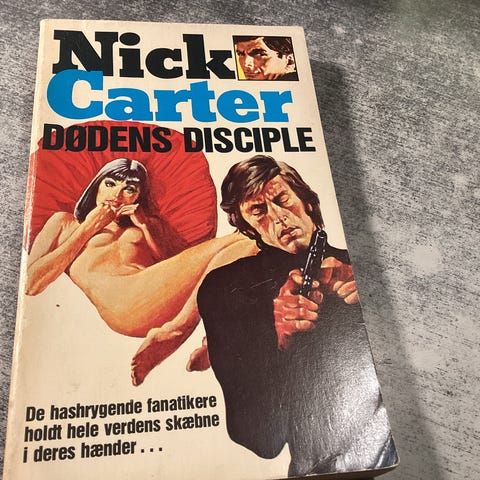 Nick
Carter
DØDENS DISCIPLE
De hashrygende fanatikere
holdt hele verdens skæbne
i deres hænder . . .